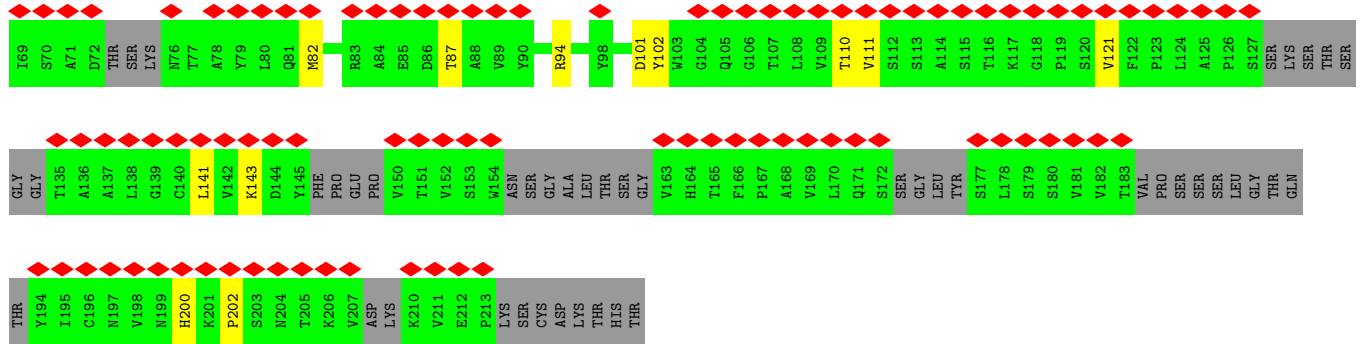 I69 S70 A71 D72 THR SER LYS N76 T77 A78 Y79 L80 Q81 M82 R83 A84 E85 D86 T87 A88 V89 Y90 R94 Y98 D101 Y102 W103 G104 Q105 G106 T107 L108 V109 T110 V111 S112 S113 A114 S115 T116 K117 G118 P119 S120 V121 F122 P123 L124 A125 P126 S127 SER LYS SER THR SER
GLY GLY T135 A136 A137 L138 G139 C140 L141 V142 K143 D144 Y145 PHE PRO GLU PRO V150 T151 V152 S153 W154 ASN SER GLY ALA LEU THR SER GLY V163 H164 T165 F166 P167 A168 V169 L170 Q171 S172 SER GLY LEU TYR S177 L178 S179 S180 V181 V182 T183 VAL PRO SER SER SER LEU GLY THR GLN
THR Y194 I195 C196 N197 V198 N199 H200 K201 P202 S203 N204 T205 K206 V207 ASP LYS K210 V211 E212 P213 LYS SER CYS ASP LYS THR HIS THR